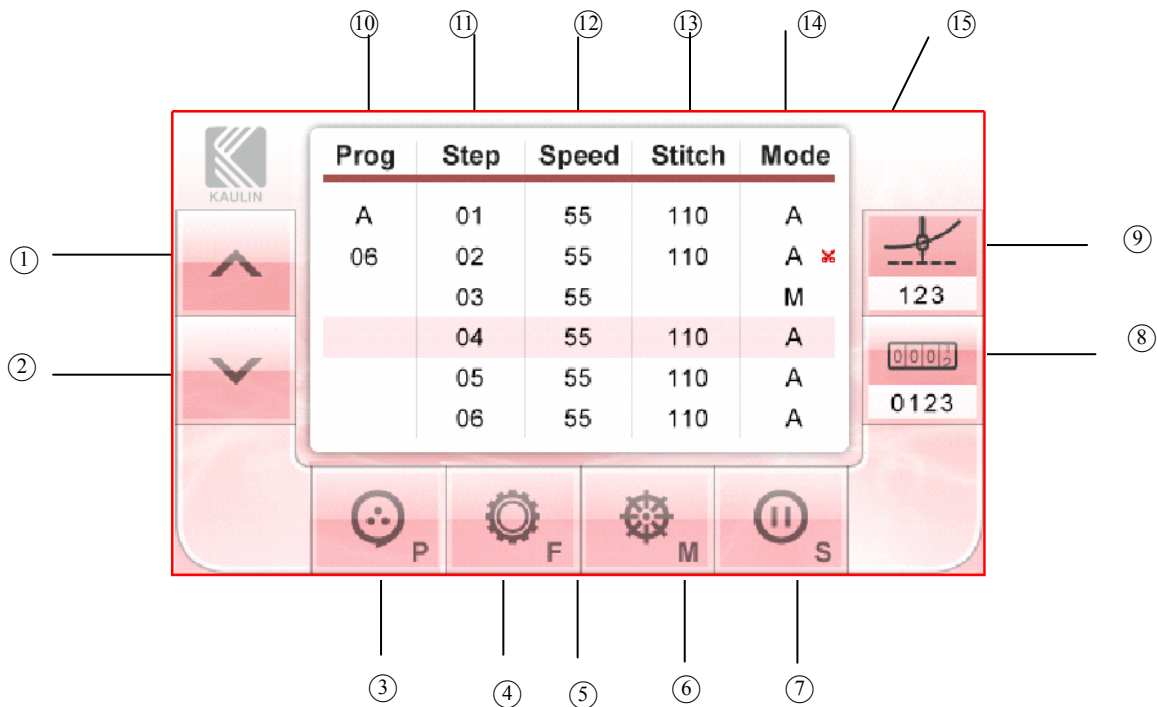 ⑩ ⑪ ⑫ ⑬ ⑭ ⑮
KAULIN
Prog Step Speed Stitch Mode
A 01 55 110 A
06 02 55 110 A
03 55 M
04 55 110 A
05 55 110 A
06 55 110 A
①
②
⑨
123
⑧
0002
0123
P F M S
③ ④ ⑤ ⑥ ⑦